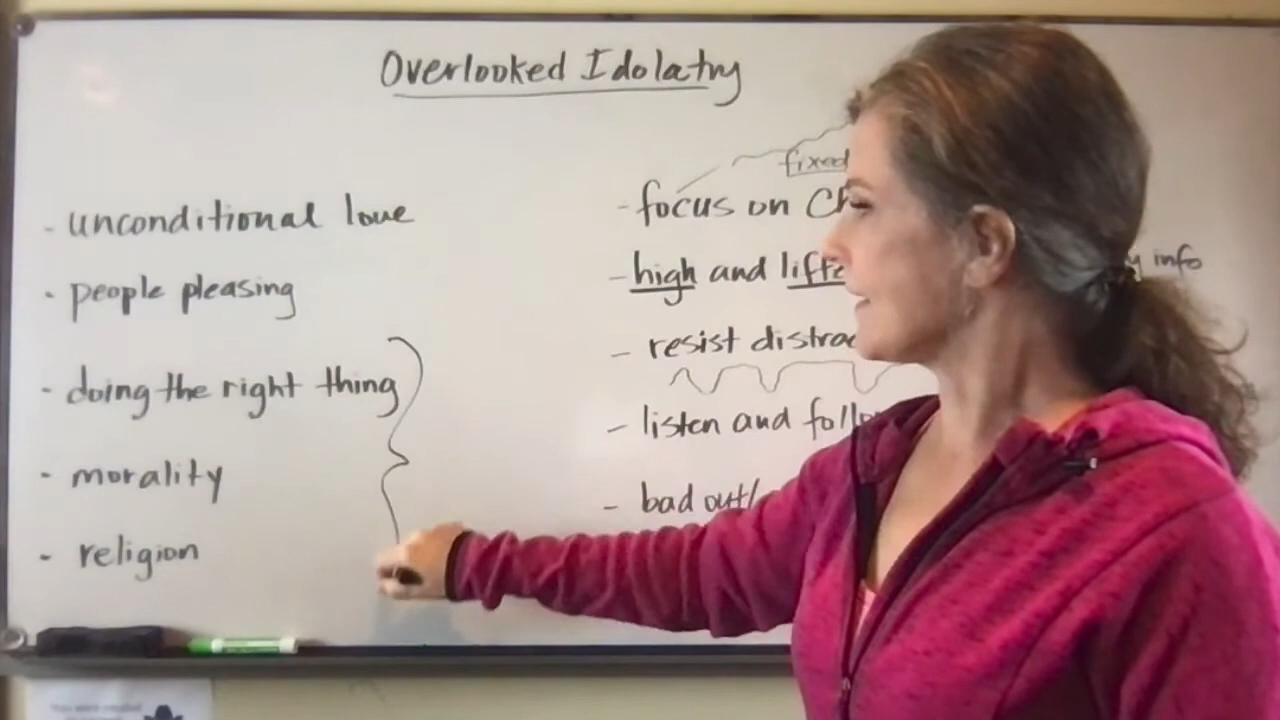 Overlooked Idolatry
- unconditional love
- people pleasing
- doing the right thing
- morality
- religion
fixed
- focus on
- high and
info
- resist
- listen and
- bad